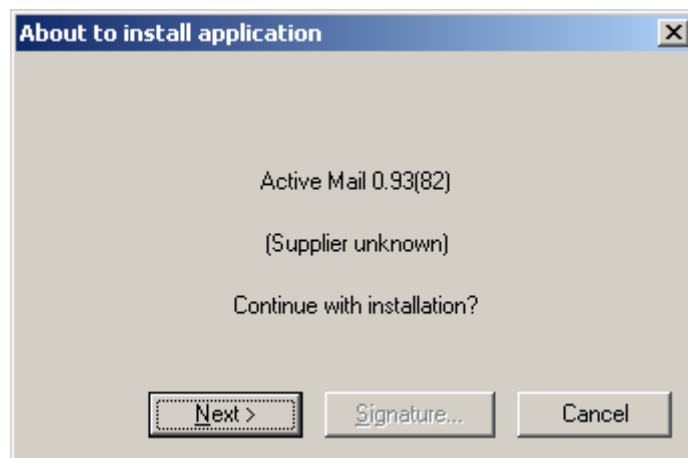 About to install application
Active Mail 0.93(82)
(Supplier unknown)
Continue with installation?
Next >
Signature...
Cancel